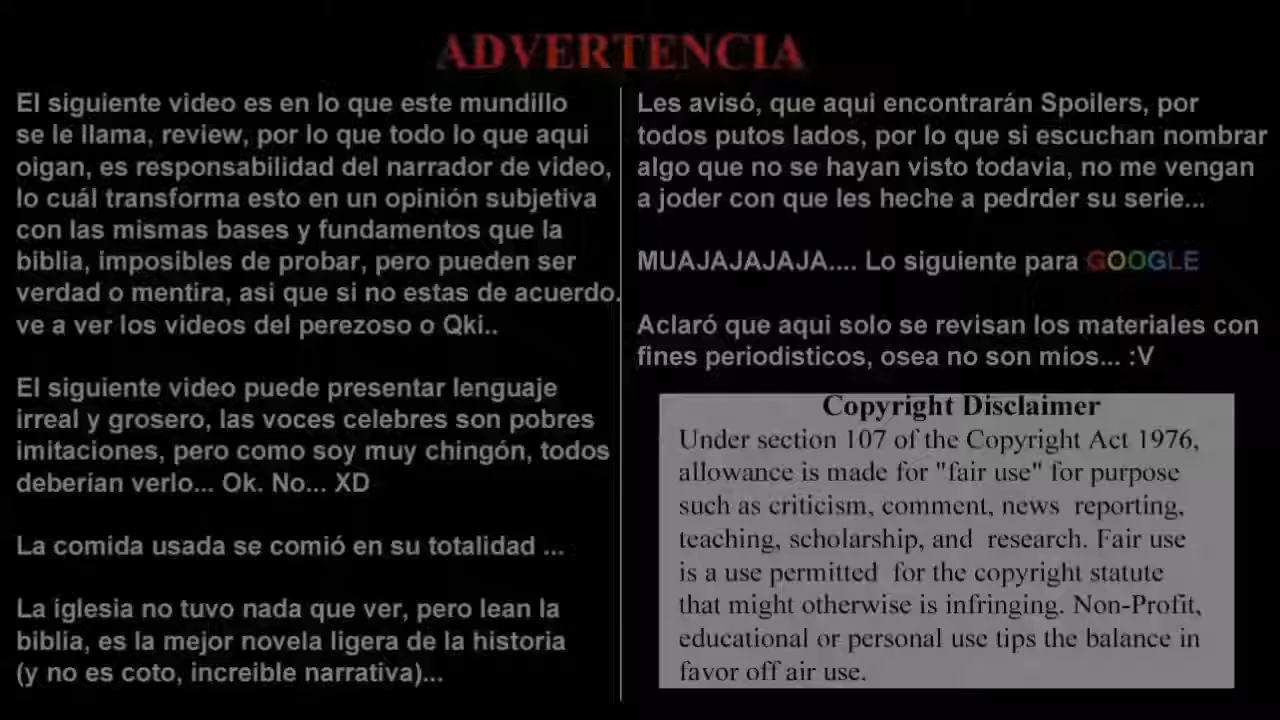 ADVERTENCIA
El siguiente video es en lo que este mundillo
se le llama, review, por lo que todo lo que aqui
oigan, es responsabilidad del narrador de video,
lo cuál transforma esto en un opinión subjetiva
con las mismas bases y fundamentos que la
biblia, imposibles de probar, pero pueden ser
verdad o mentira, asi que si no estas de acuerdo.
ve a ver los videos del perezoso o Qki..
El siguiente video puede presentar lenguaje
irreal y grosero, las voces celebres son pobres
imitaciones, pero como soy muy chingón, todos
deberían verlo... Ok. No... XD
La comida usada se comió en su totalidad ...
La íglesia no tuvo nada que ver, pero lean la
biblia, es la mejor novela ligera de la historia
(y no es coto, increible narrativa)...
Les avisó, que aqui encontrarán Spoilers, por
todos putos lados, por lo que si escuchan nombrar
algo que no se hayan visto todavia, no me vengan
a joder con que les heche a pedrder su serie...
MUAJAJAJAJA.... Lo siguiente para GOOGLE
Aclaró que aqui solo se revisan los materiales con
fines periodisticos, osea no son mios... :V
Copyright Disclaimer
Under section 107 of the Copyright Act 1976,
allowance is made for "fair use" for purpose
such as criticism, comment, news reporting,
teaching, scholarship, and research. Fair use
is a use permitted for the copyright statute
that might otherwise is infringing. Non-Profit,
educational or personal use tips the balance in
favor off air use.